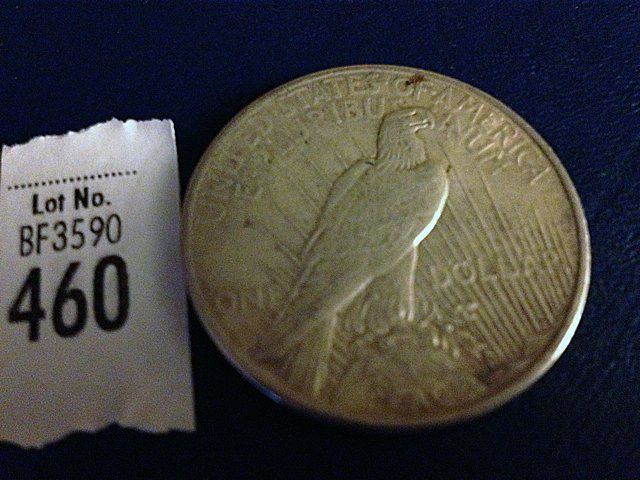 Lot No.
BF3590
460
UNITED STATES OF AMERICA
E PLURIBUS UNUM
ONE DOLLAR